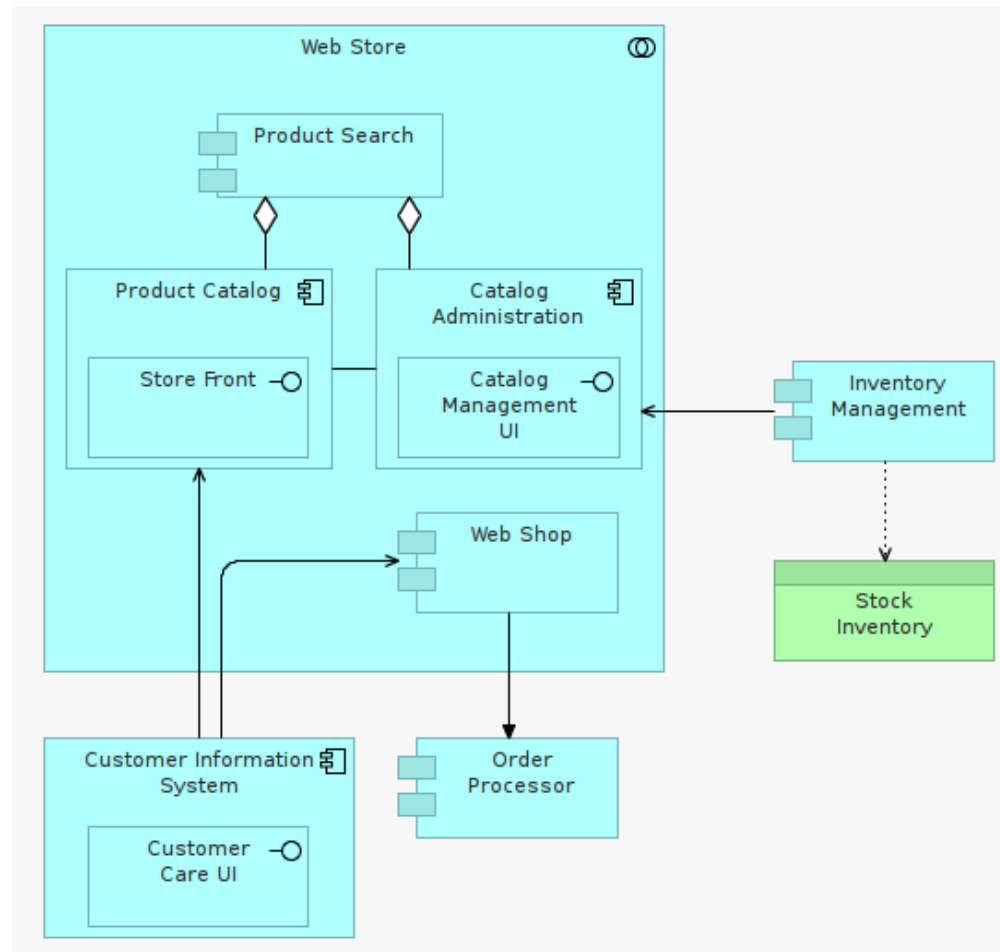 Web Store
Product Search
Product Catalog
Catalog
Administration
Store Front
Catalog
Management
UI
Inventory
Management
Web Shop
Stock
Inventory
Customer Information
System
Order
Processor
Customer
Care UI